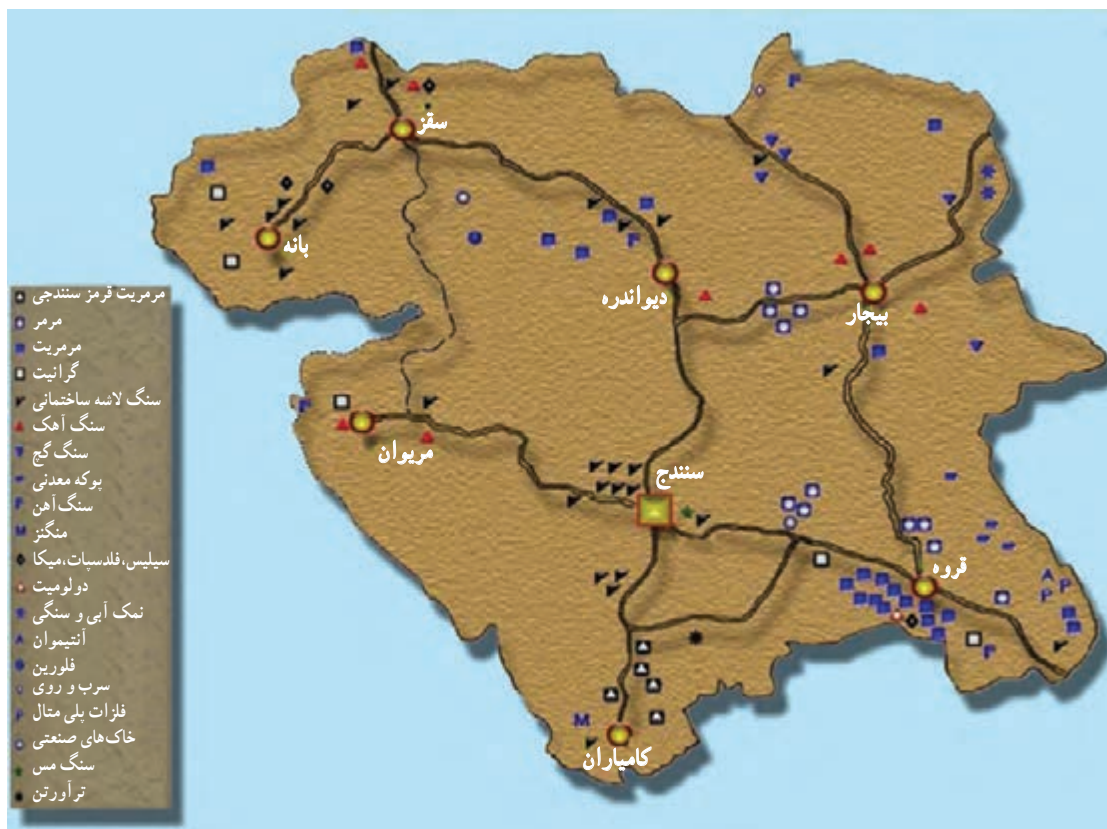 سقز
بانه
دیواندره
بیجار
مریوان
سنندج
قروه
کامیاران
مرمریت قرمز سنندجی
مرمر
مرمریت
گرانیت
سنگ لاشه ساختمانی
سنگ آهک
سنگ گچ
پوکه معدنی
سنگ آهن
منگنز
سیلیس،فلدسپات،میکا
دولومیت
نمک آبی و سنگی
آنتیموان
فلورین
سرب و روی
فلزات پلی متال
خاک‌های صنعتی
سنگ مس
ترآورتن
M
A
P
P